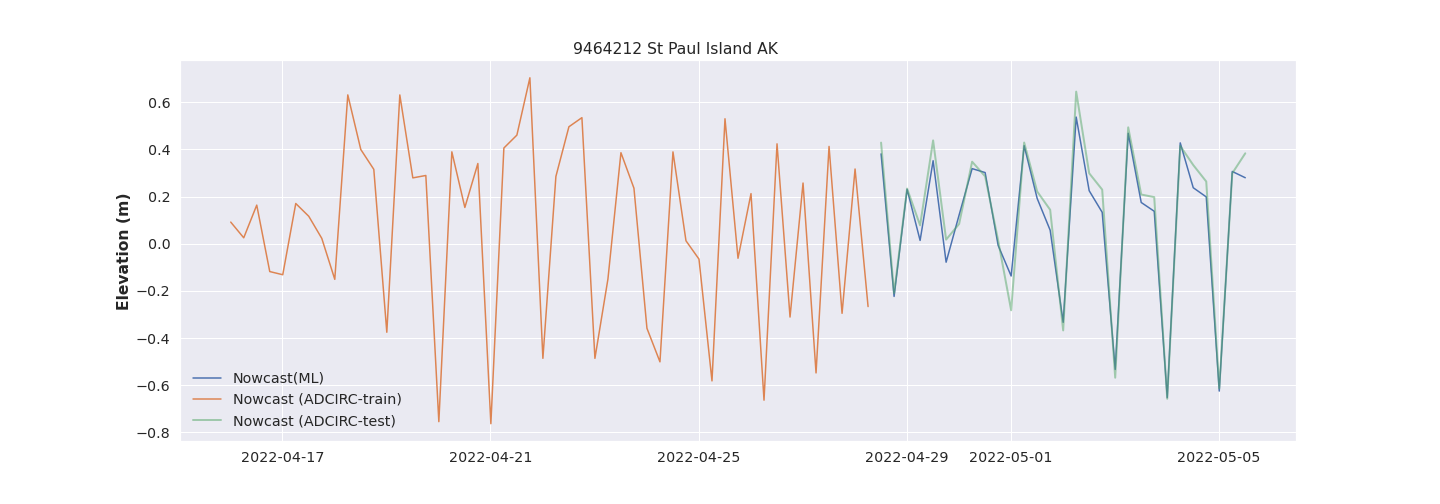 9464212 St Paul Island AK
Elevation (m)
0.6
0.4
0.2
0.0
−0.2
−0.4
−0.6
−0.8
Nowcast(ML)
Nowcast (ADCIRC-train)
Nowcast (ADCIRC-test)
2022-04-17 2022-04-21 2022-04-25 2022-04-29 2022-05-01 2022-05-05